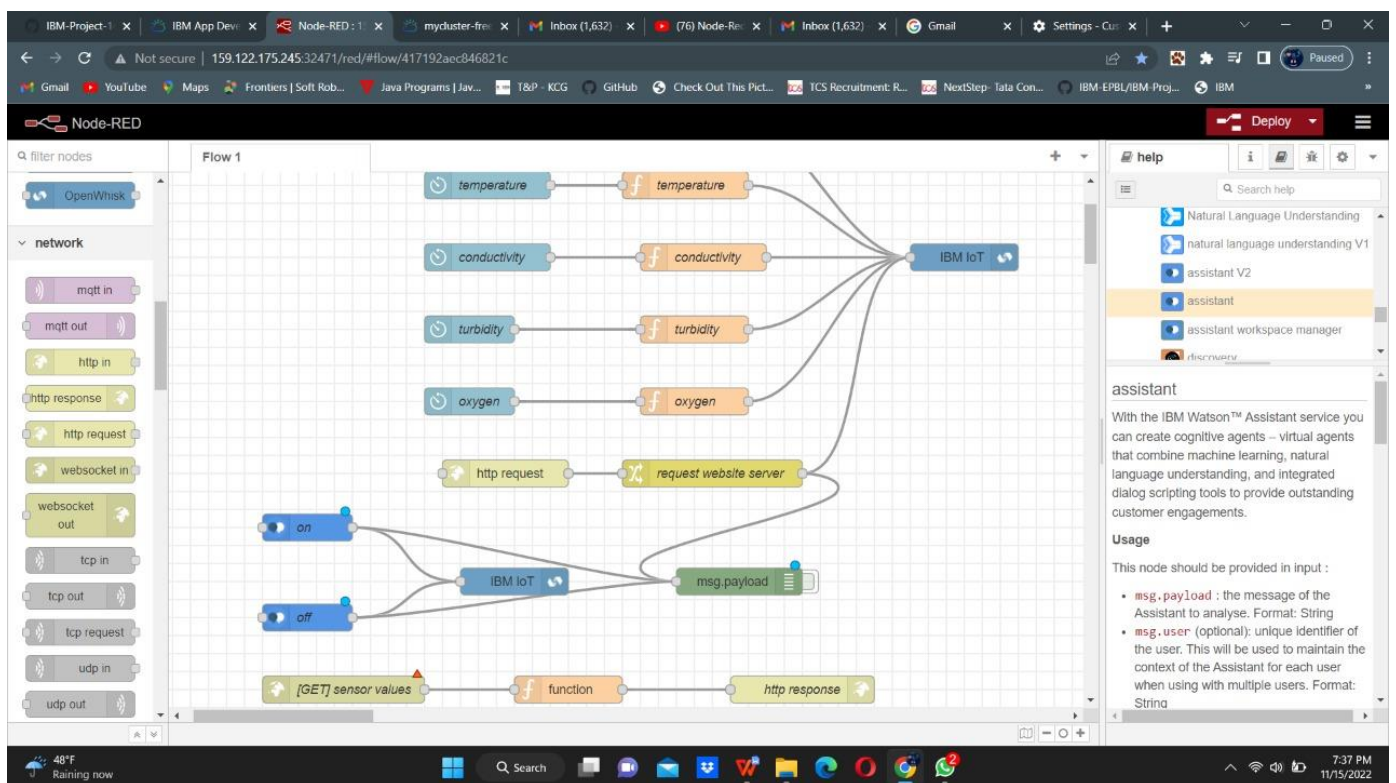 IBM-Project-1
IBM App Deve
Node-RED : 1
mycluster-free
Inbox (1,632)
(76) Node-Red
Inbox (1,632)
Gmail
Settings - Cus
Not secure | 159.122.175.245:32471/red/#flow/417192aec846821c
Paused
Gmail YouTube Maps Frontiers | Soft Rob... Java Programs | Jav... T&P - KCG GitHub Check Out This Pict... TCS Recruitment: R... NextStep- Tata Con... IBM-EPBL/IBM-Proj... IBM »
Node-RED
Deploy
filter nodes
OpenWhisk
network
mqtt in
mqtt out
http in
http response
http request
websocket in
websocket
out
tcp in
tcp out
tcp request
udp in
udp out
Flow 1
temperature
temperature
conductivity
conductivity
IBM IoT
turbidity
turbidity
oxygen
oxygen
http request
request website server
on
IBM IoT
msg.payload
off
[GET] sensor values
function
http response
help
Search help
Natural Language Understanding
natural language understanding V1
assistant V2
assistant
assistant workspace manager
discovery
assistant
With the IBM Watson™ Assistant service you
can create cognitive agents – virtual agents
that combine machine learning, natural
language understanding, and integrated
dialog scripting tools to provide outstanding
customer engagements.
Usage
This node should be provided in input :
• msg.payload : the message of the
Assistant to analyse. Format: String
• msg.user (optional): unique identifier of
the user. This will be used to maintain the
context of the Assistant for each user
when using with multiple users. Format:
String
48°F
Raining now
Search
7:37 PM
11/15/2022